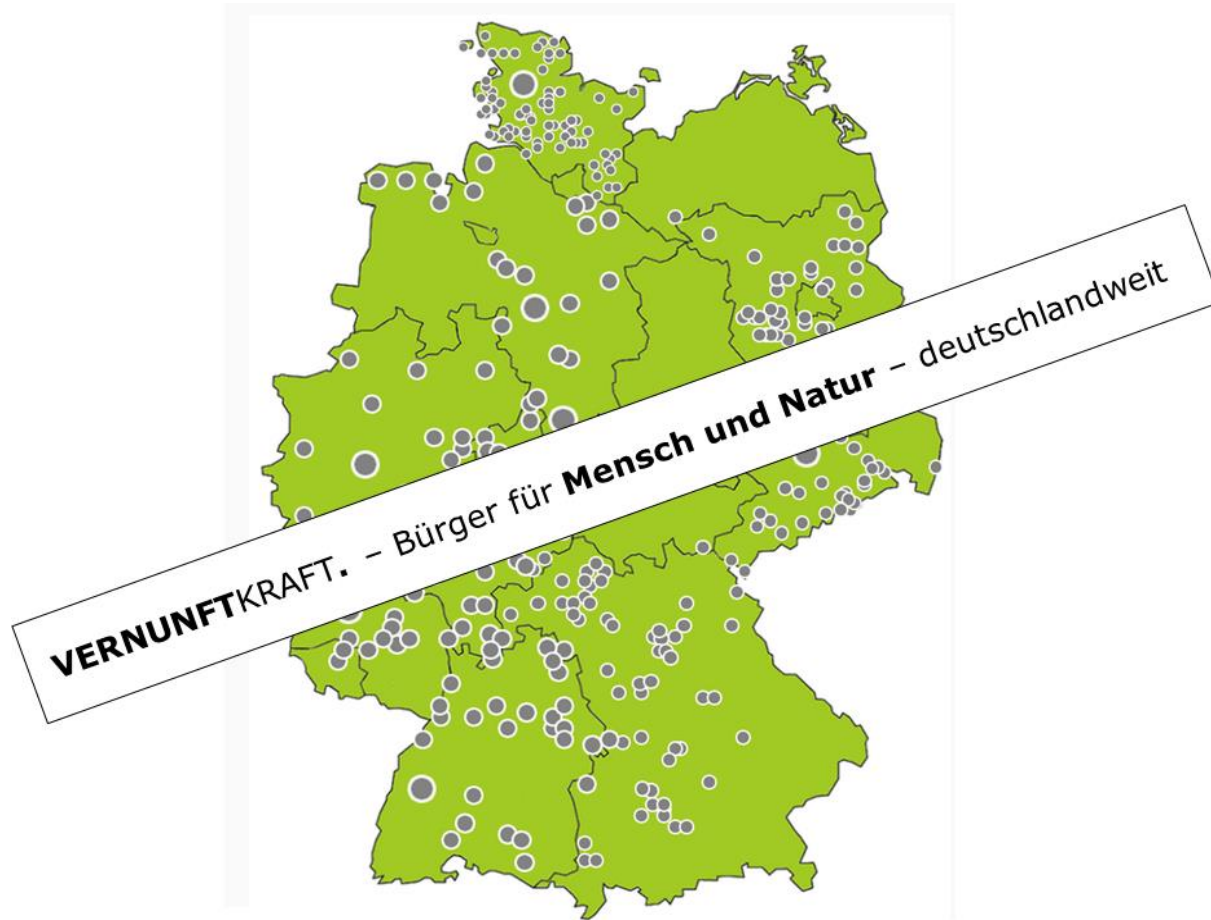 VERNUNFTKRAFT. – Bürger für Mensch und Natur – deutschlandweit